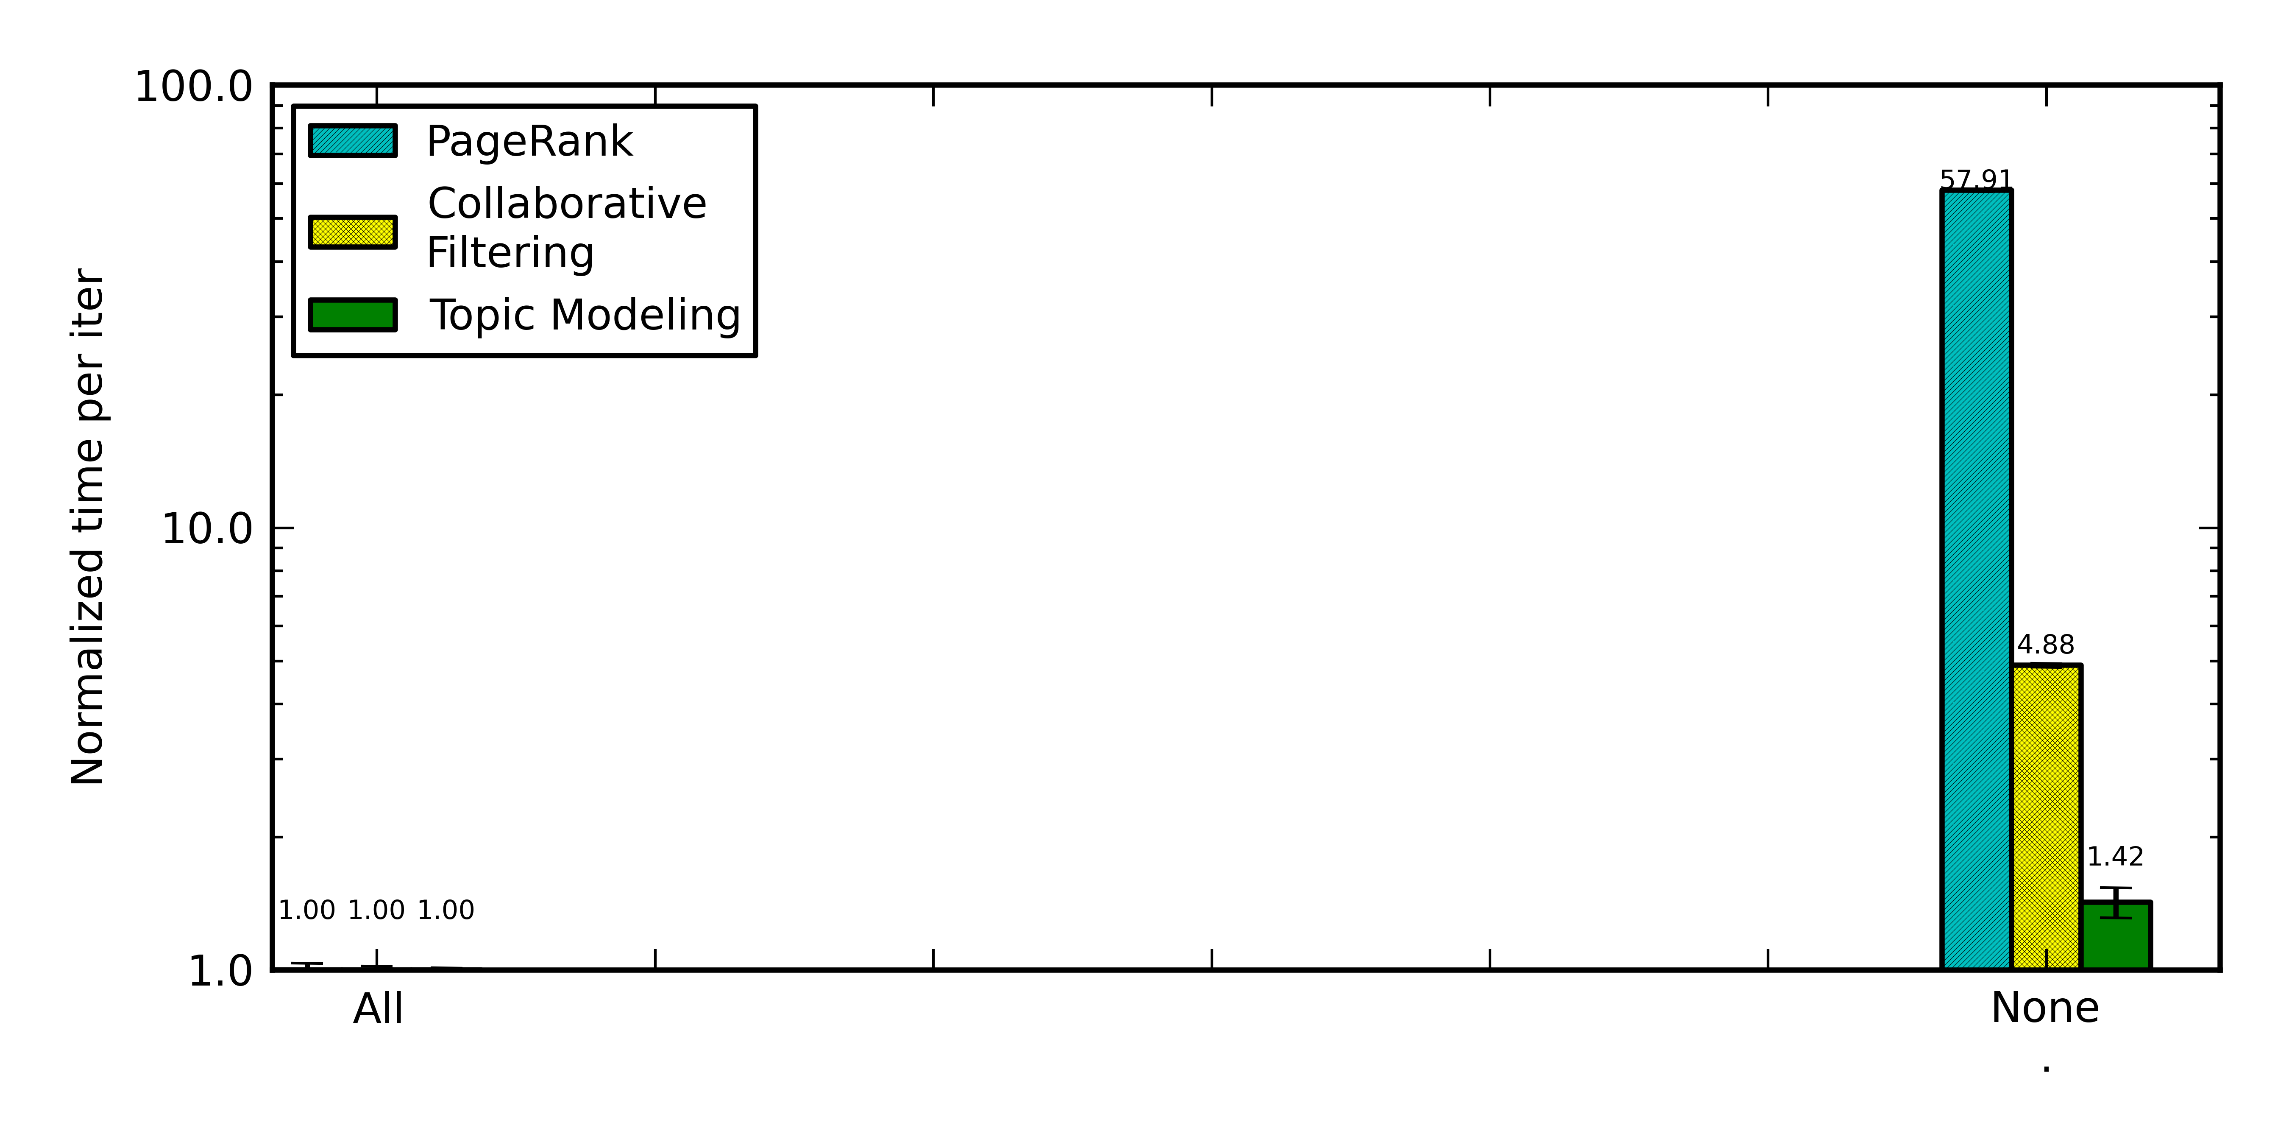 100.0
10.0
1.0
Normalized time per iter
PageRank
Collaborative
Filtering
Topic Modeling
1.00 1.00 1.00
57.91
4.88
1.42
All
None
.